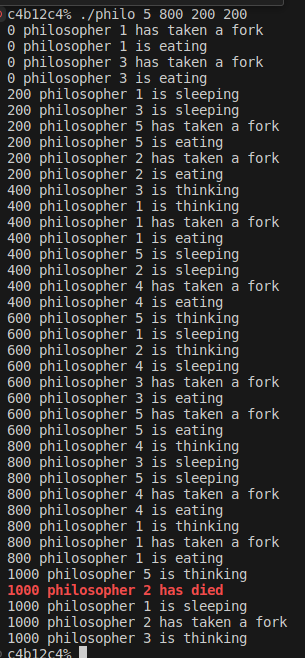 c4b12c4% ./philo 5 800 200 200
0 philosopher 1 has taken a fork
0 philosopher 1 is eating
0 philosopher 3 has taken a fork
0 philosopher 3 is eating
200 philosopher 1 is sleeping
200 philosopher 3 is sleeping
200 philosopher 5 has taken a fork
200 philosopher 5 is eating
200 philosopher 2 has taken a fork
200 philosopher 2 is eating
400 philosopher 3 is thinking
400 philosopher 1 is thinking
400 philosopher 1 has taken a fork
400 philosopher 1 is eating
400 philosopher 5 is sleeping
400 philosopher 2 is sleeping
400 philosopher 4 has taken a fork
400 philosopher 4 is eating
600 philosopher 5 is thinking
600 philosopher 1 is sleeping
600 philosopher 2 is thinking
600 philosopher 4 is sleeping
600 philosopher 3 has taken a fork
600 philosopher 3 is eating
600 philosopher 5 has taken a fork
600 philosopher 5 is eating
800 philosopher 4 is thinking
800 philosopher 3 is sleeping
800 philosopher 5 is sleeping
800 philosopher 4 has taken a fork
800 philosopher 4 is eating
800 philosopher 1 is thinking
800 philosopher 1 has taken a fork
800 philosopher 1 is eating
1000 philosopher 5 is thinking
1000 philosopher 2 has died
1000 philosopher 1 is sleeping
1000 philosopher 2 has taken a fork
1000 philosopher 3 is thinking
c4b12c4%